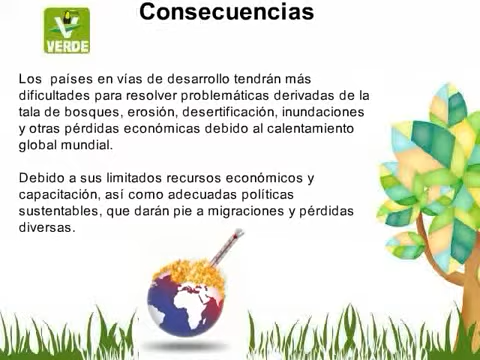 Consecuencias
VERDE
Los países en vías de desarrollo tendrán más
dificultades para resolver problemáticas derivadas de la
tala de bosques, erosión, desertificación, inundaciones
y otras pérdidas económicas debido al calentamiento
global mundial.
Debido a sus limitados recursos económicos y
capacitación, así como adecuadas políticas
sustentables, que darán pie a migraciones y pérdidas
diversas.